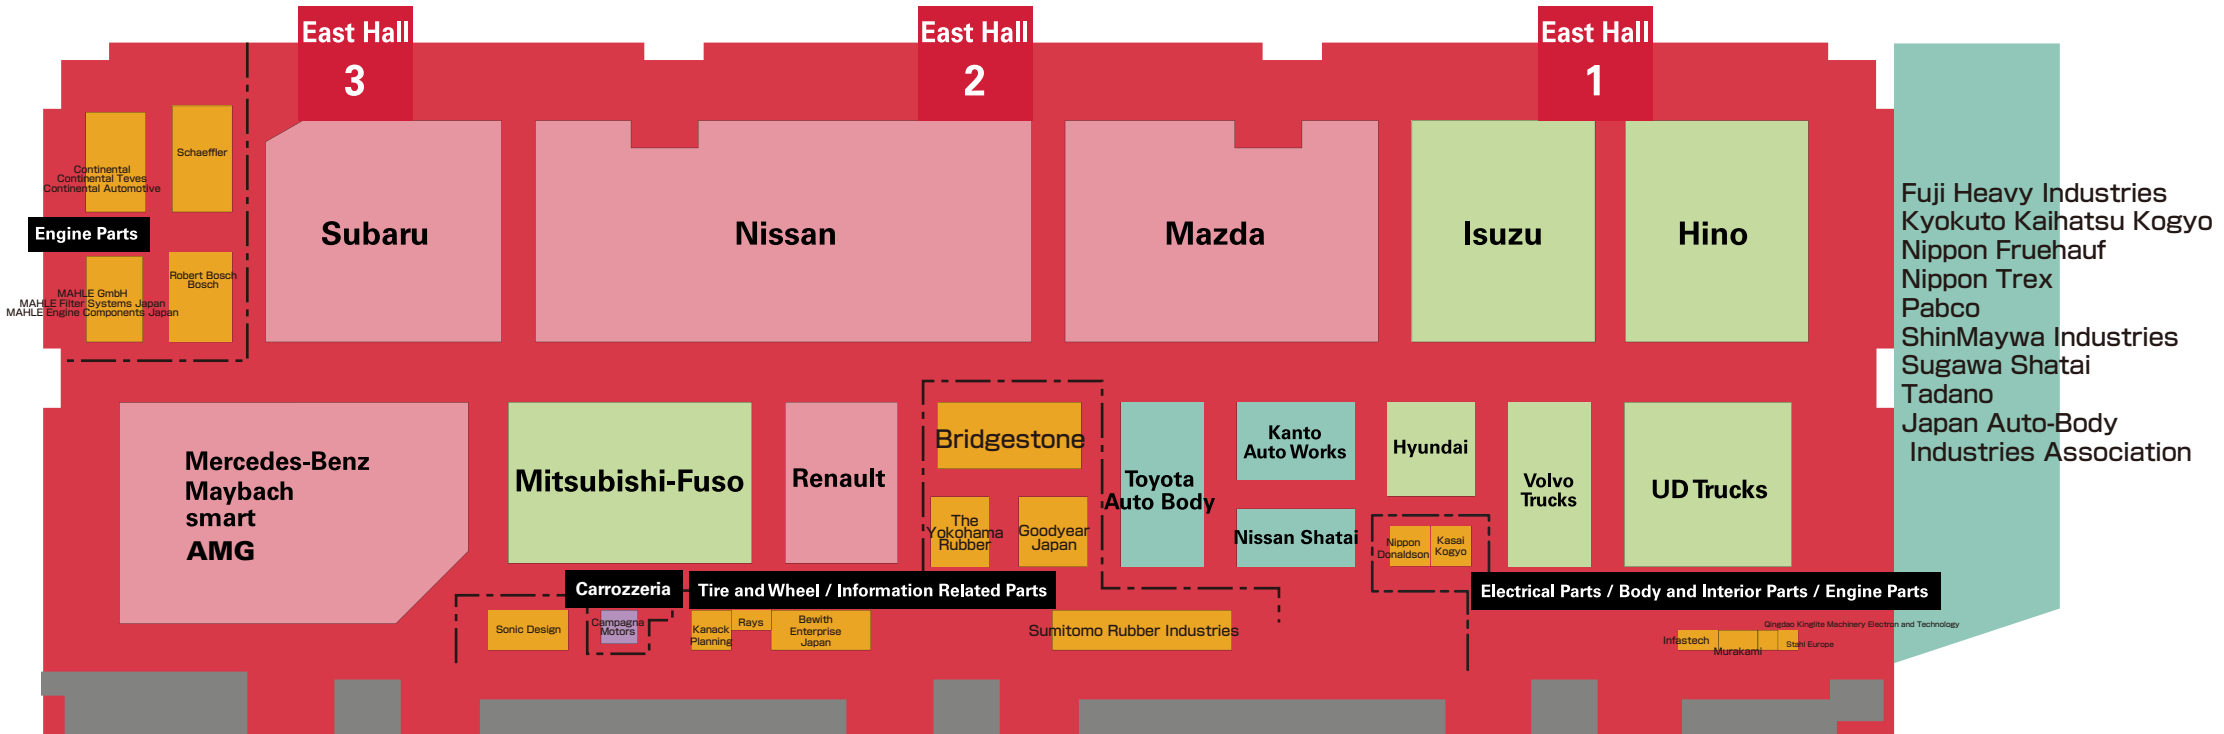 East Hall
3
East Hall
2
East Hall
1
Continental
Continental Teves
Continental Automotive
Schaeffler
Engine Parts
MAHLE GmbH
MAHLE Filter Systems Japan
MAHLE Engine Components Japan
Robert Bosch
Bosch
Subaru
Nissan
Mazda
Isuzu
Hino
Fuji Heavy Industries
Kyokuto Kaihatsu Kogyo
Nippon Fruehauf
Nippon Trex
Pabco
ShinMaywa Industries
Sugawa Shatai
Tadano
Japan Auto-Body
Industries Association
Mercedes-Benz
Maybach
smart
AMG
Mitsubishi-Fuso
Renault
Bridgestone
The
Yokohama
Rubber
Goodyear
Japan
Toyota
Auto Body
Kanto
Auto Works
Nissan Shatai
Hyundai
Nippon
Donaldson
Kasai
Kogyo
Volvo
Trucks
UD Trucks
Carrozzeria
Tire and Wheel / Information Related Parts
Electrical Parts / Body and Interior Parts / Engine Parts
Sonic Design
Campagna
Motors
Kanack
Planning
Rays
Bewith
Enterprise
Japan
Sumitomo Rubber Industries
Qingdao Kinglite Machinery Electron and Technology
Infastech
Murakami
Stahl Europe